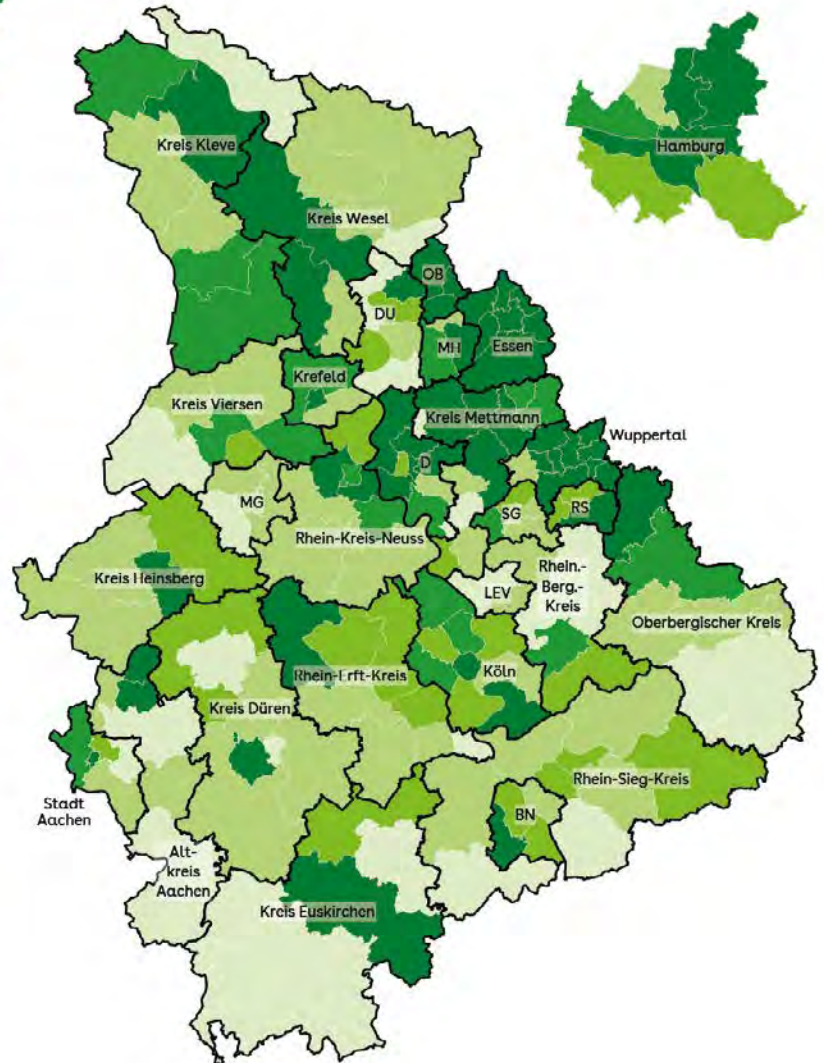 Kreis Kleve
Hamburg
Kreis Wesel
OB
DU
MH
Essen
Krefeld
Kreis Viersen
Kreis Mettmann
Wuppertal
D
MG
SG
RS
Rhein-Kreis-Neuss
Kreis Heinsberg
LEV
Rhein.-
Berg.-
Kreis
Oberbergischer Kreis
Rhein-Erft-Kreis
Köln
Kreis Düren
Rhein-Sieg-Kreis
Stadt
Aachen
BN
Alt-
kreis
Aachen
Kreis Euskirchen